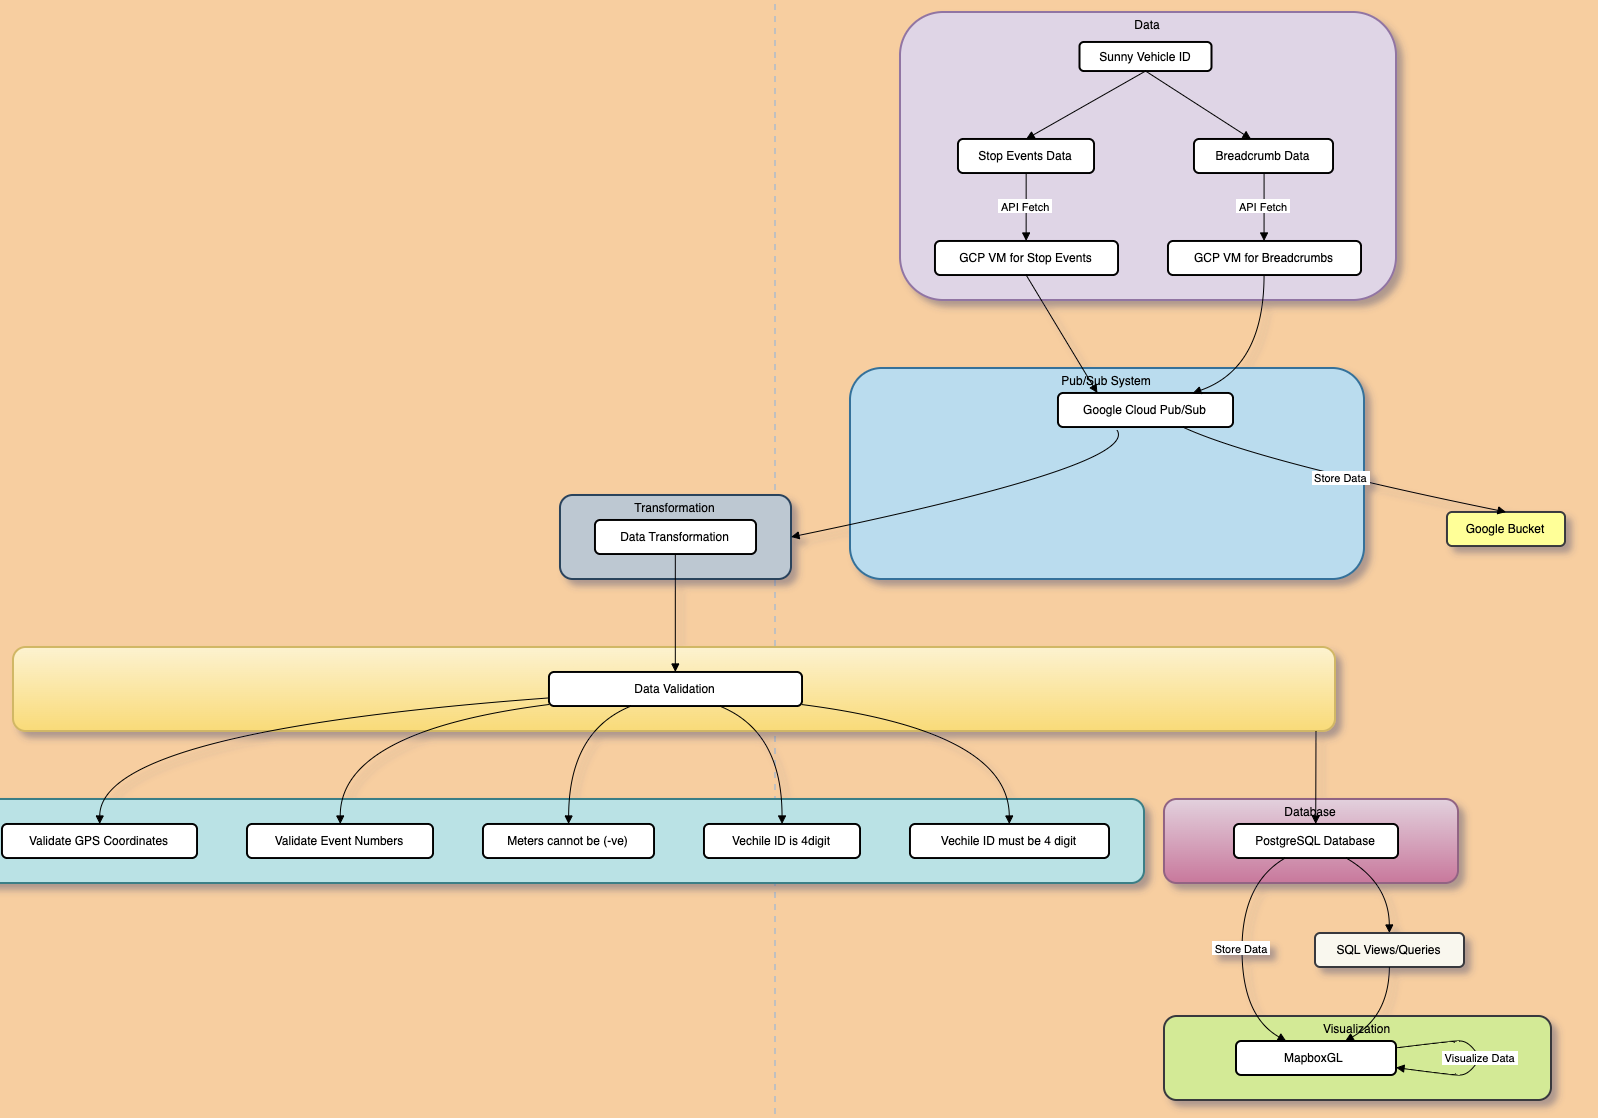 Data
Sunny Vehicle ID
Stop Events Data
Breadcrumb Data
API Fetch
API Fetch
GCP VM for Stop Events
GCP VM for Breadcrumbs
Pub/Sub System
Google Cloud Pub/Sub
Store Data
Google Bucket
Transformation
Data Transformation
Data Validation
Validate GPS Coordinates
Validate Event Numbers
Meters cannot be (-ve)
Vechile ID is 4digit
Vechile ID must be 4 digit
Database
PostgreSQL Database
Store Data
SQL Views/Queries
Visualization
MapboxGL
Visualize Data